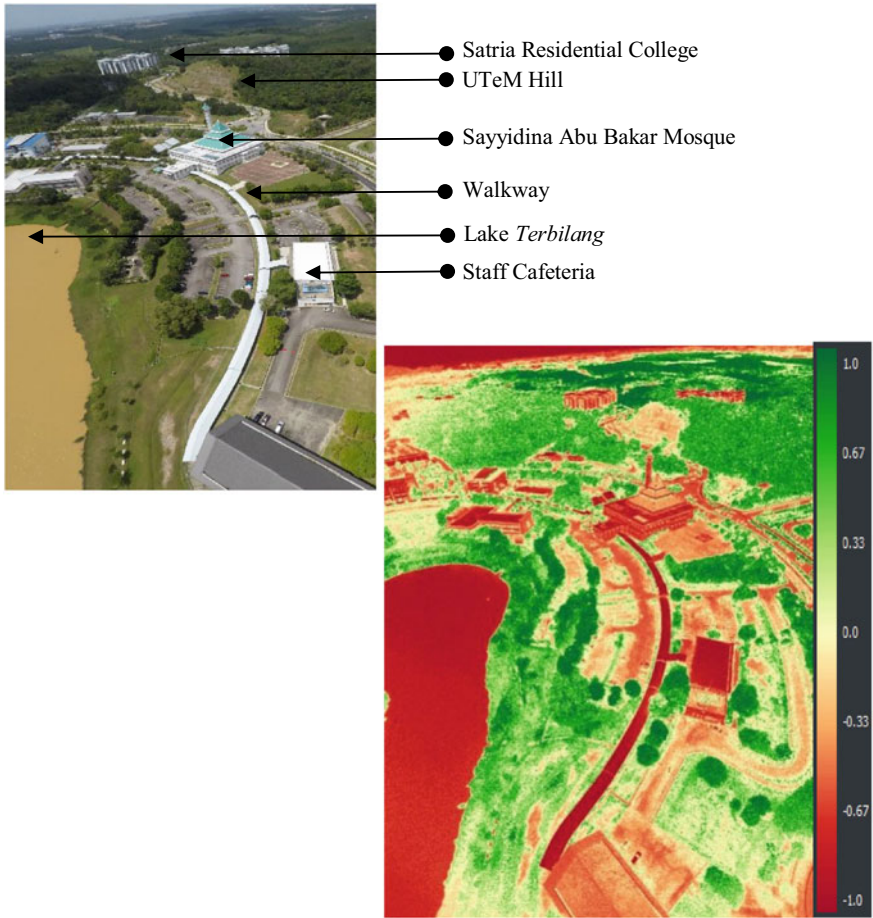 Satria Residential College
UTeM Hill
Sayyidina Abu Bakar Mosque
Walkway
Lake Terbilang
Staff Cafeteria
1.0
0.67
0.33
0.0
-0.33
-0.67
-1.0